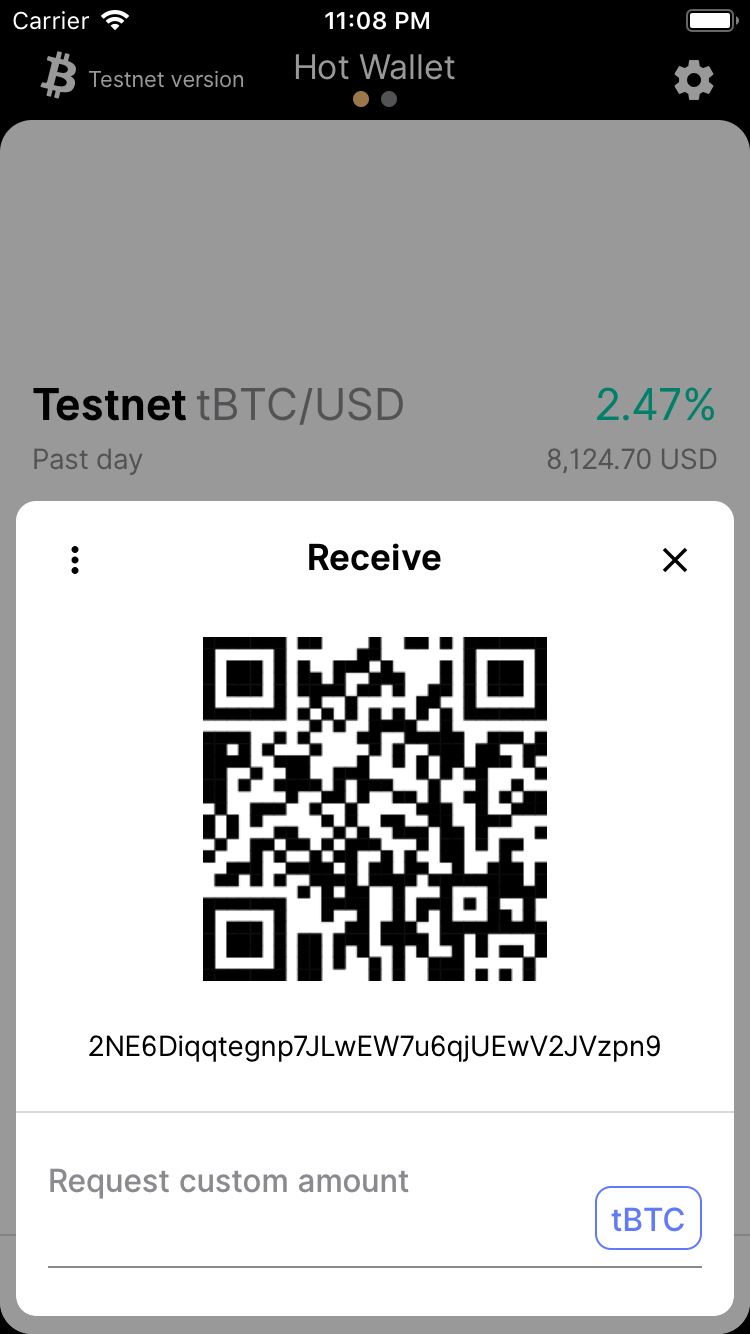 Carrier 11:08 PM
Testnet version Hot Wallet
Testnet tBTC/USD 2.47%
Past day 8,124.70 USD
Receive
2NE6Diqqtegnp7JLwEW7u6qjUEwV2JVzpn9
Request custom amount
tBTC